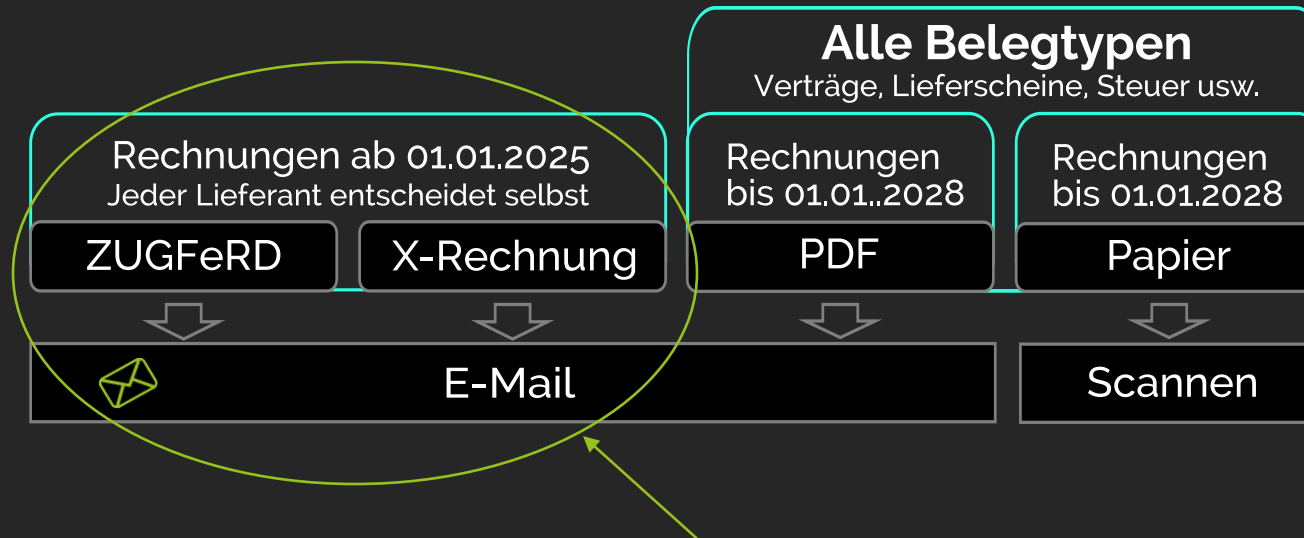 Alle Belegtypen
Verträge, Lieferscheine, Steuer usw.
Rechnungen ab 01.01.2025
Jeder Lieferant entscheidet selbst
Rechnungen
bis 01.01..2028
Rechnungen
bis 01.01.2028
ZUGFeRD
X-Rechnung
PDF
Papier
E-Mail
Scannen